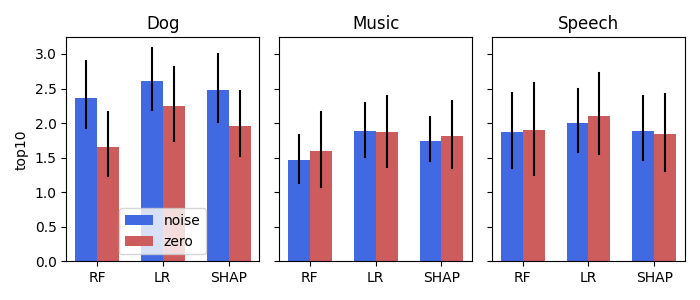 Dog
Music
Speech
top10
3.0
2.5
2.0
1.5
1.0
0.5
0.0
noise
zero
RF
LR
SHAP
RF
LR
SHAP
RF
LR
SHAP